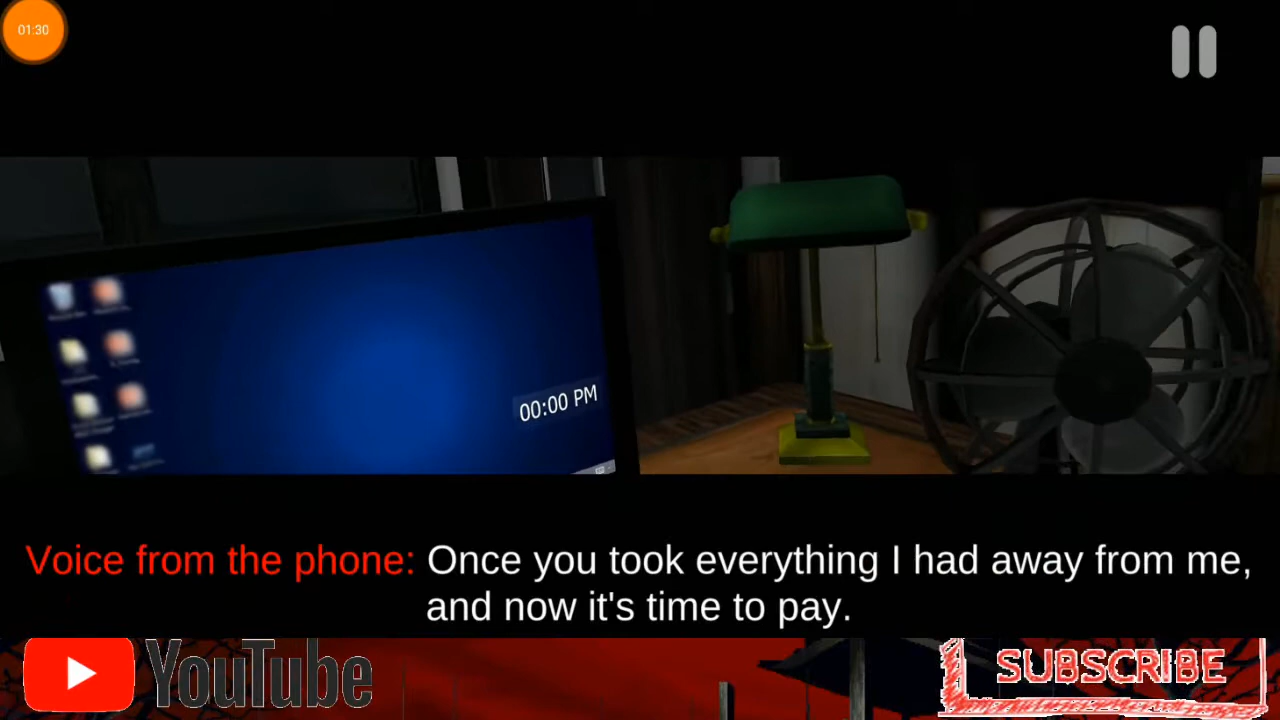 01:30
00:00 PM
Voice from the phone: Once you took everything I had away from me,
and now it's time to pay.
YouTube
SUBSCRIBE